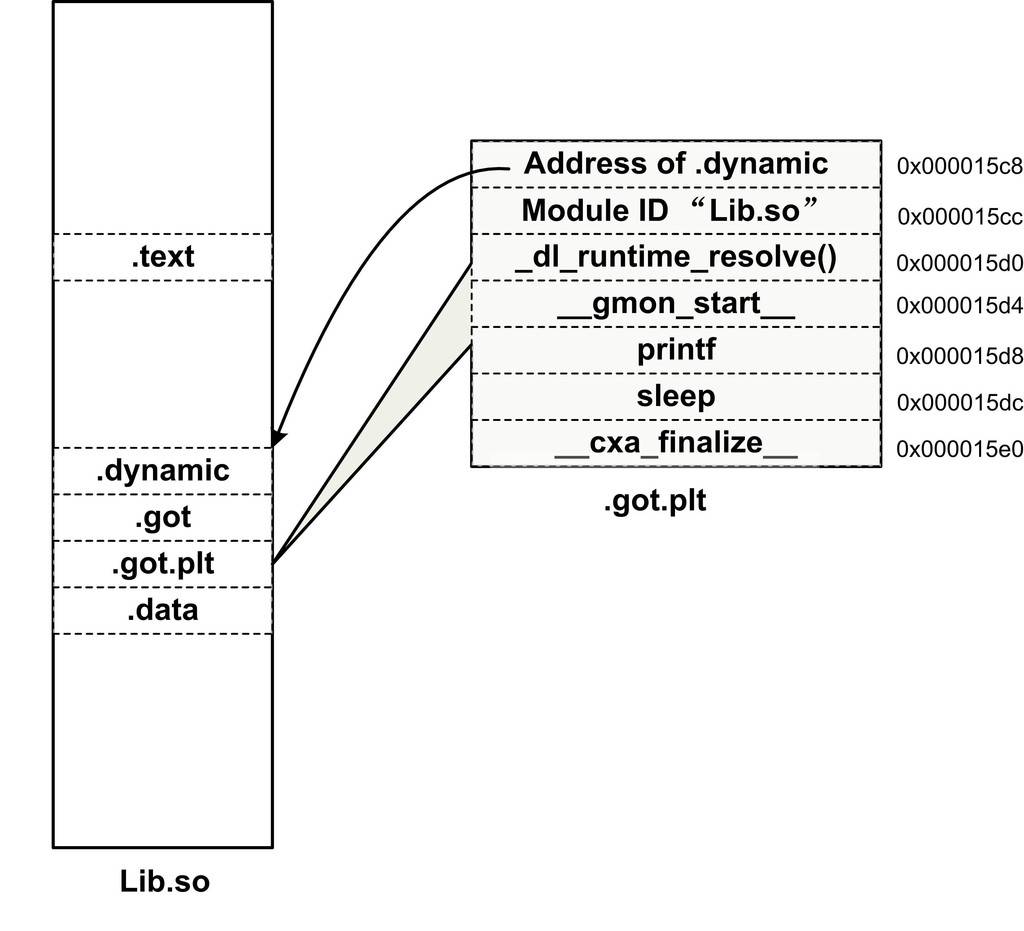 Address of .dynamic 0x000015c8
Module ID “Lib.so” 0x000015cc
.text
_dl_runtime_resolve() 0x000015d0
__gmon_start__ 0x000015d4
printf 0x000015d8
sleep 0x000015dc
__cxa_finalize__ 0x000015e0
.got.plt
.dynamic
.got
.got.plt
.data
Lib.so